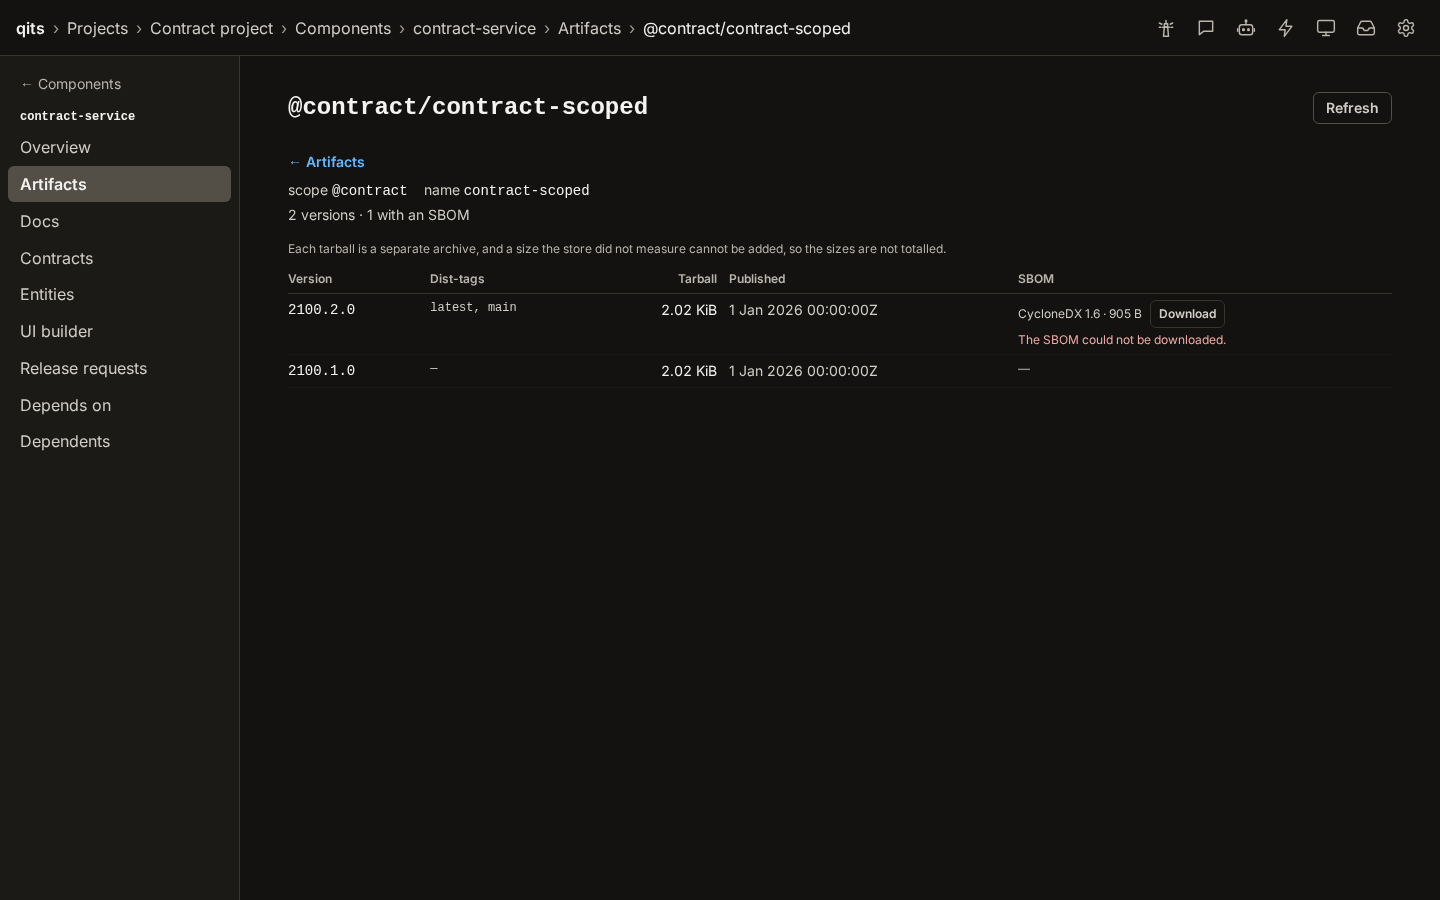 qits › Projects › Contract project › Components › contract-service › Artifacts › @contract/contract-scoped
← Components
contract-service
Overview
Artifacts
Docs
Contracts
Entities
UI builder
Release requests
Depends on
Dependents
@contract/contract-scoped
Refresh
← Artifacts
scope @contract name contract-scoped
2 versions · 1 with an SBOM
Each tarball is a separate archive, and a size the store did not measure cannot be added, so the sizes are not totalled.
Version Dist-tags Tarball Published SBOM
2100.2.0 latest, main 2.02 KiB 1 Jan 2026 00:00:00Z CycloneDX 1.6 · 905 B Download
The SBOM could not be downloaded.
2100.1.0 — 2.02 KiB 1 Jan 2026 00:00:00Z —